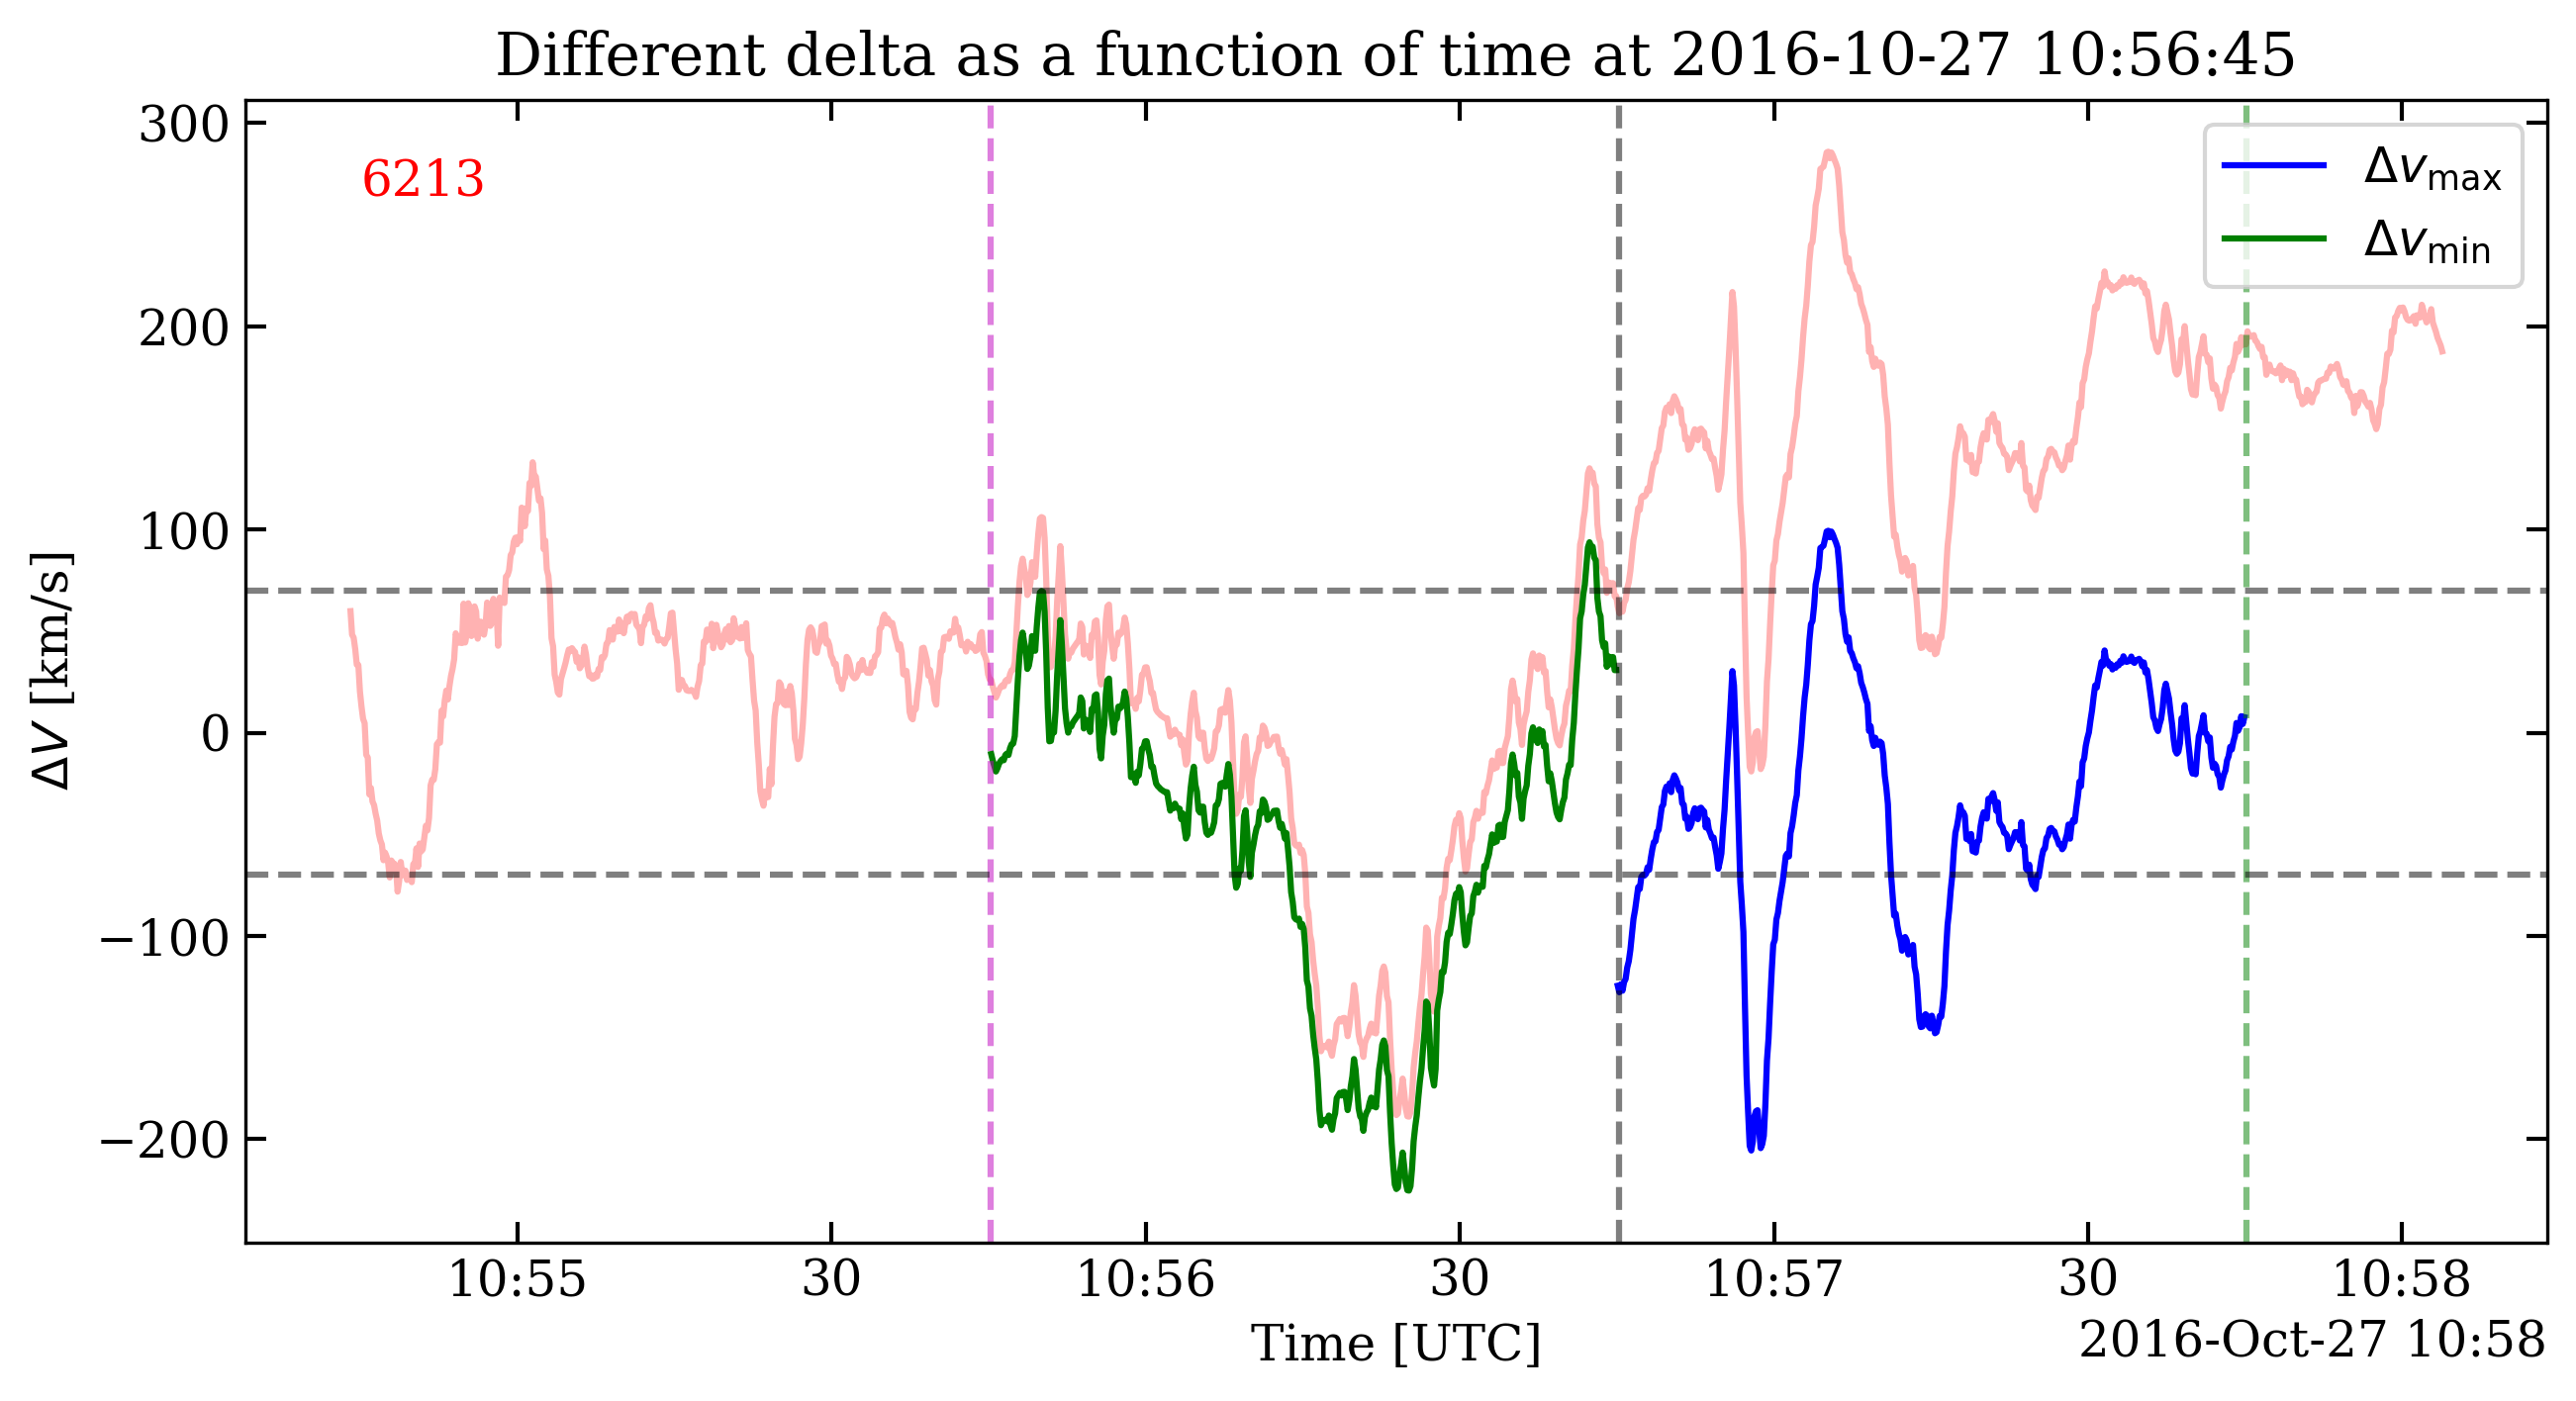 Different delta as a function of time at 2016-10-27 10:56:45
300
200
100
0
−100
−200
ΔV [km/s]
6213
Δv_max
Δv_min
10:55 30 10:56 30 10:57 30 10:58
Time [UTC]
2016-Oct-27 10:58